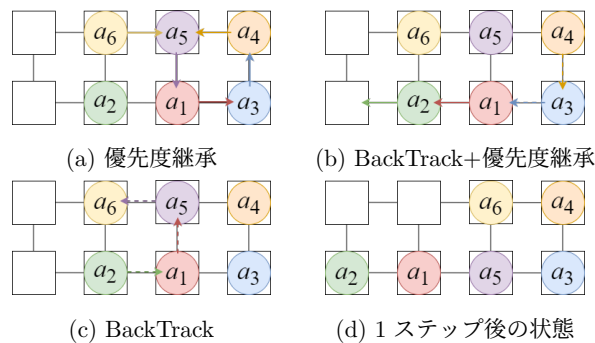 a6 a5 a4 a6 a5 a4
a2 a1 a3 a2 a1 a3
(a) 優先度継承 (b) BackTrack+優先度継承
a6 a5 a4 a6 a4
a2 a1 a3 a2 a1 a5 a3
(c) BackTrack (d) 1 ステップ後の状態